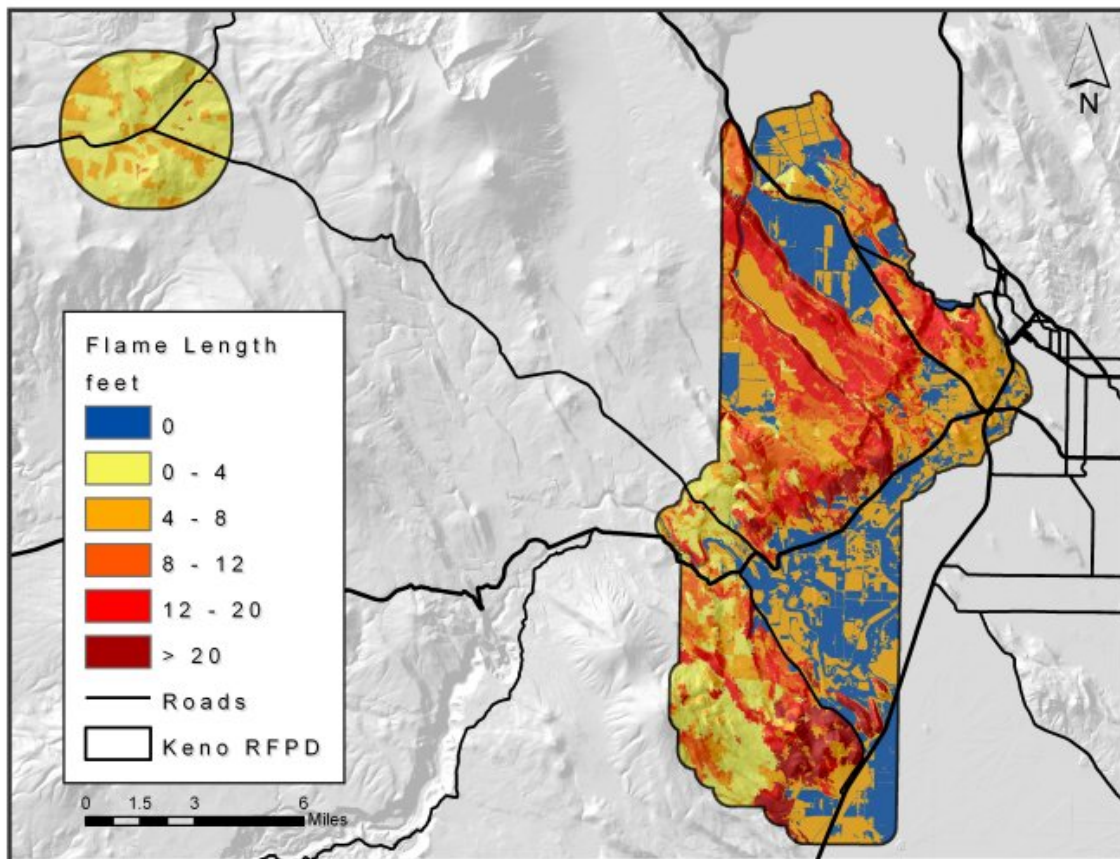 N
Flame Length
feet
0
0 - 4
4 - 8
8 - 12
12 - 20
> 20
Roads
Keno RFPD
0 1.5 3 6
Miles